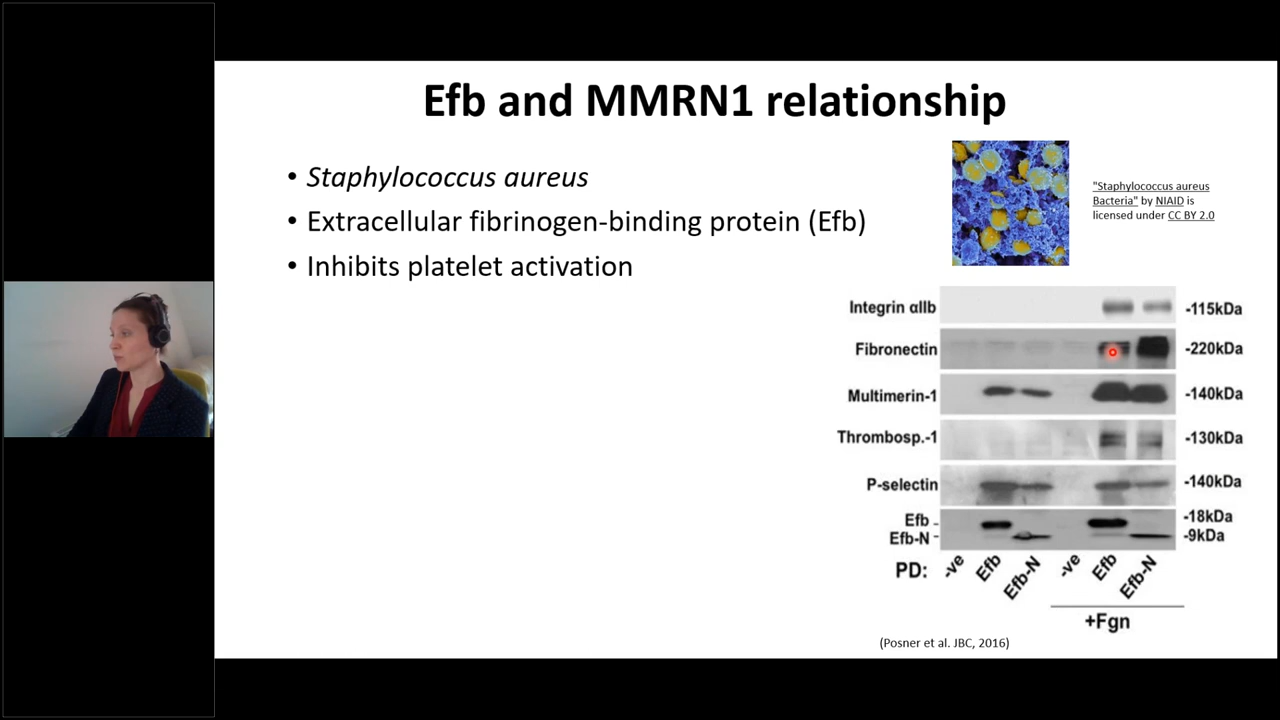 Efb and MMRN1 relationship
• Staphylococcus aureus
• Extracellular fibrinogen-binding protein (Efb)
• Inhibits platelet activation
"Staphylococcus aureus
Bacteria" by NIAID is
licensed under CC BY 2.0
Integrin αIIb -115kDa
Fibronectin -220kDa
Multimerin-1 -140kDa
Thrombosp.-1 -130kDa
P-selectin -140kDa
Efb - -18kDa
Efb-N - -9kDa
PD: -ve Efb Efb-N -ve Efb Efb-N
+Fgn
(Posner et al. JBC, 2016)